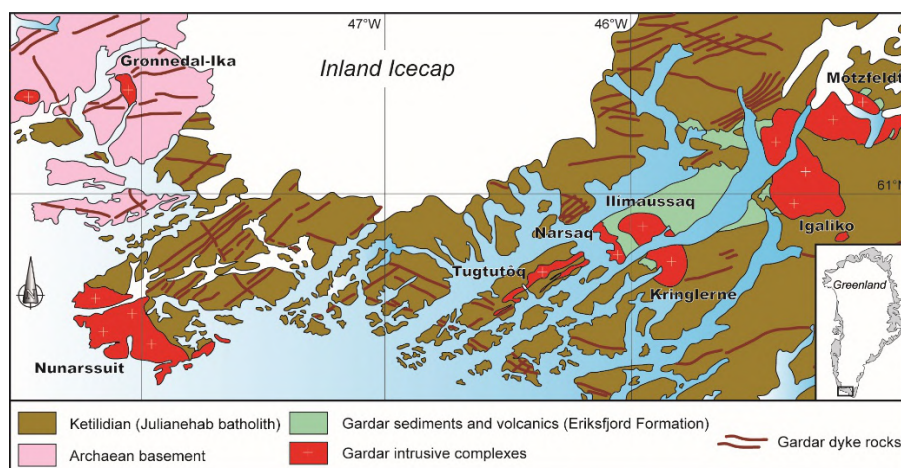 47°W
46°W
Grønnedal-Ika
Inland Icecap
Motzfeldt
61°N
Ilimaussaq
Narsaq
Igaliko
Tugtutôq
Kringlerne
Greenland
Nunarssuit
Ketilidian (Julianehab batholith)
Gardar sediments and volcanics (Eriksfjord Formation)
Gardar dyke rocks
Archaean basement
Gardar intrusive complexes